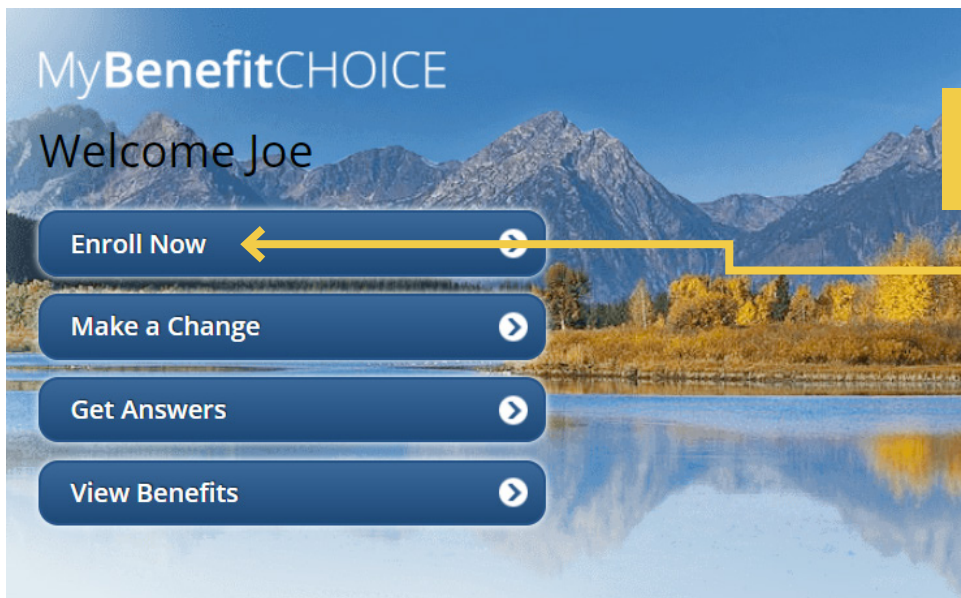 MyBenefitCHOICE
Welcome Joe
Enroll Now
Make a Change
Get Answers
View Benefits